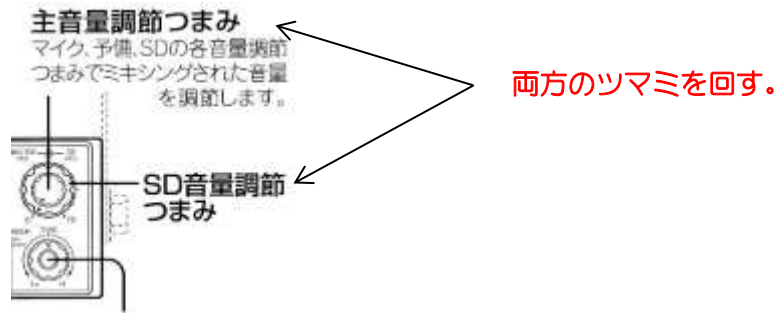 主音量調節つまみ
マイク、予備、SDの各音量調節
つまみでミキシングされた音量
を調節します。
両方のツマミを回す。
SD音量調節
つまみ